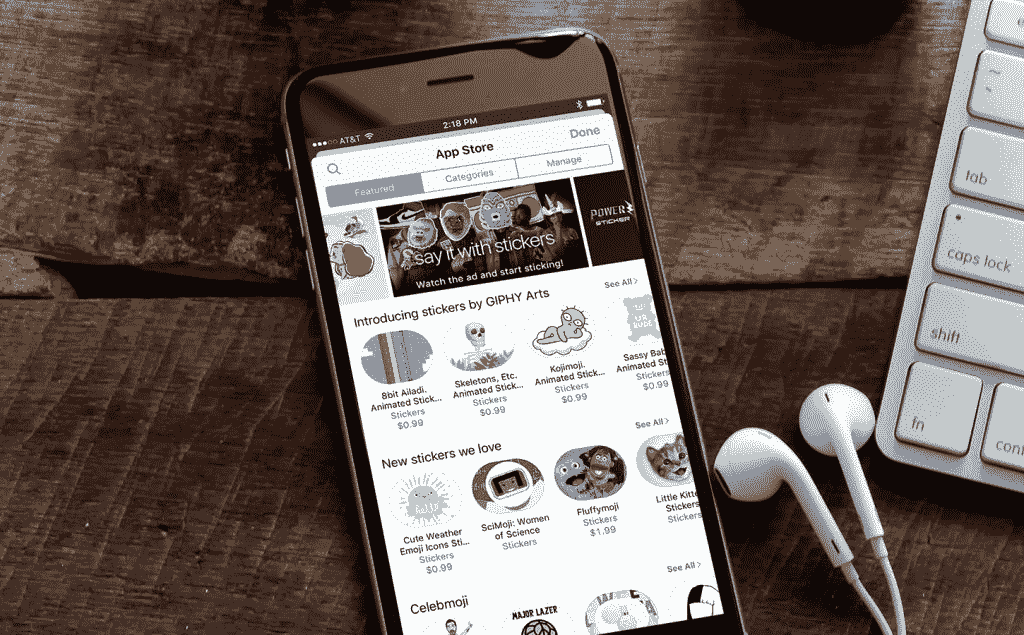 AT&T
2:18 PM
App Store
Done
Featured
Categories
Manage
say it with stickers
Watch the ad and start sticking!
POWER
STICKER
Introducing stickers by GIPHY Arts
See All >
8bit Ailadi.
Animated Stick...
Stickers
$0.99
Skeletons, Etc.
Animated Stick...
Stickers
$0.99
Kojimoji.
Animated Stick...
Stickers
$0.99
U R
RUDE
Sassy Bab
Animated St
Stickers
$0.99
New stickers we love
See All >
hello
Cute Weather
Emoji Icons Sti...
Stickers
$0.99
SciMoji: Women
of Science
Stickers
Fluffymoji
Stickers
$1.99
Little Kitte
Stickers
Celebmoji
See All >
MAJOR LAZER
tab
caps lock
shift
fn
cont